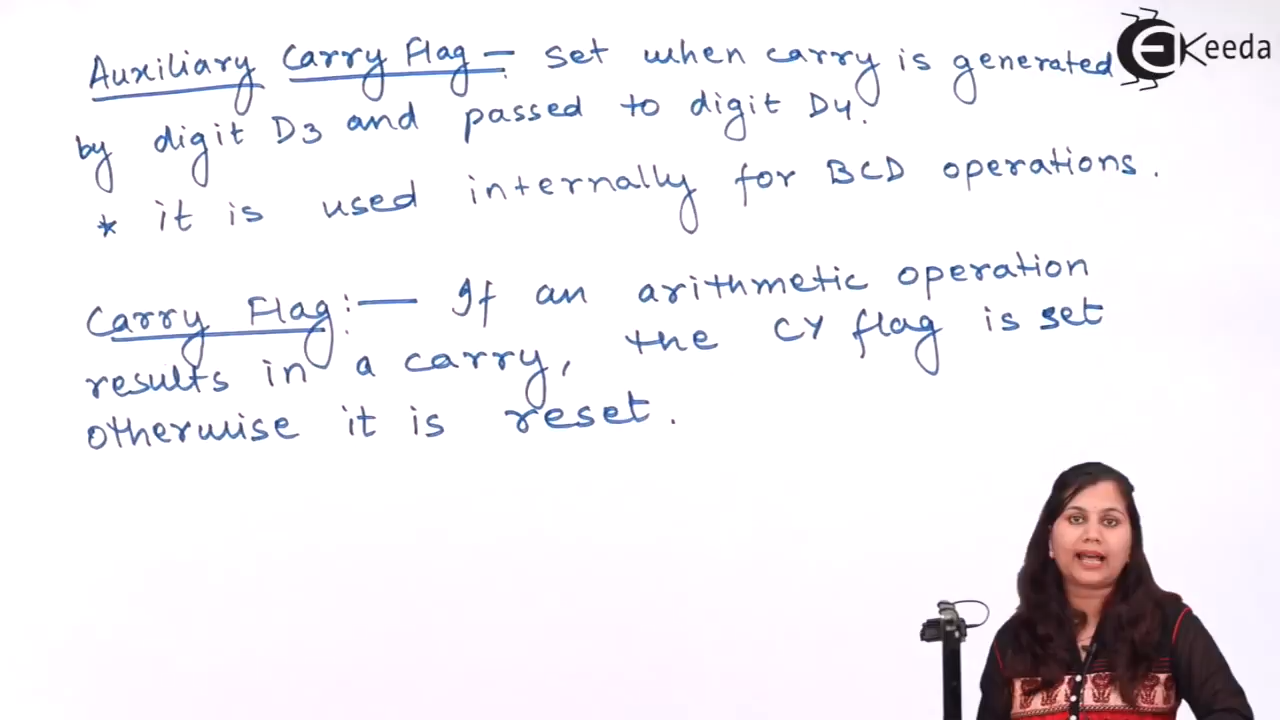 Auxiliary Carry Flag :- set when carry is generated
by digit D3 and passed to digit D4.
* it is used internally for BCD operations.
Carry Flag :- If an arithmetic operation
results in a carry, the CY flag is set
otherwise it is reset.
EKeeda